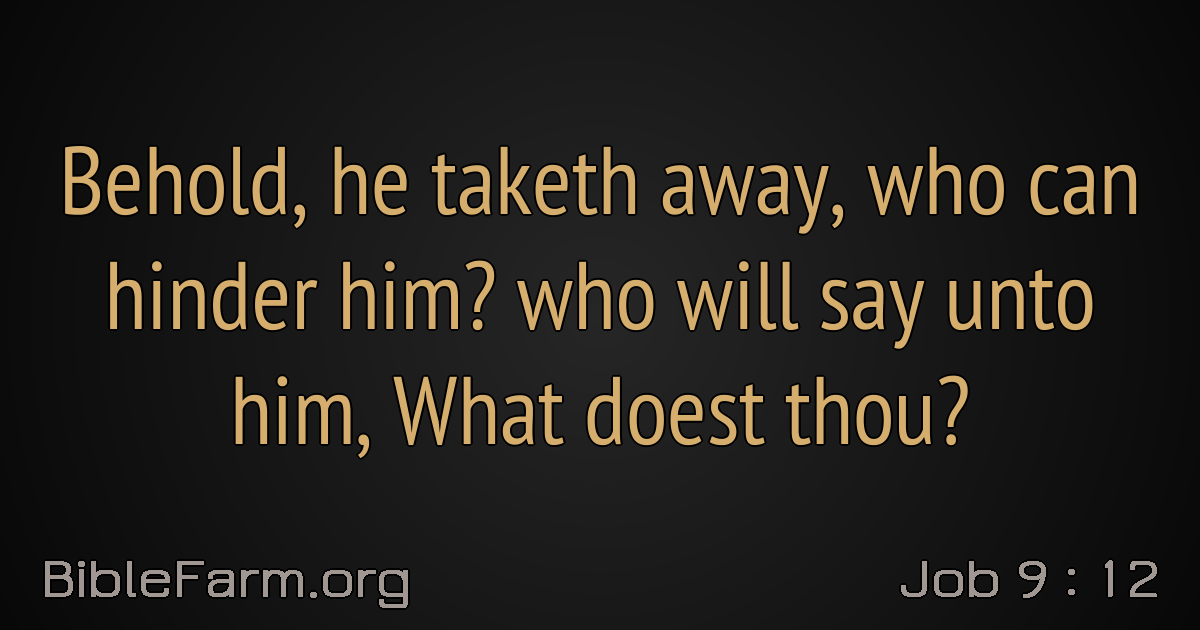 Behold, he taketh away, who can
hinder him? who will say unto
him, What doest thou?
BibleFarm.org
Job 9 : 12